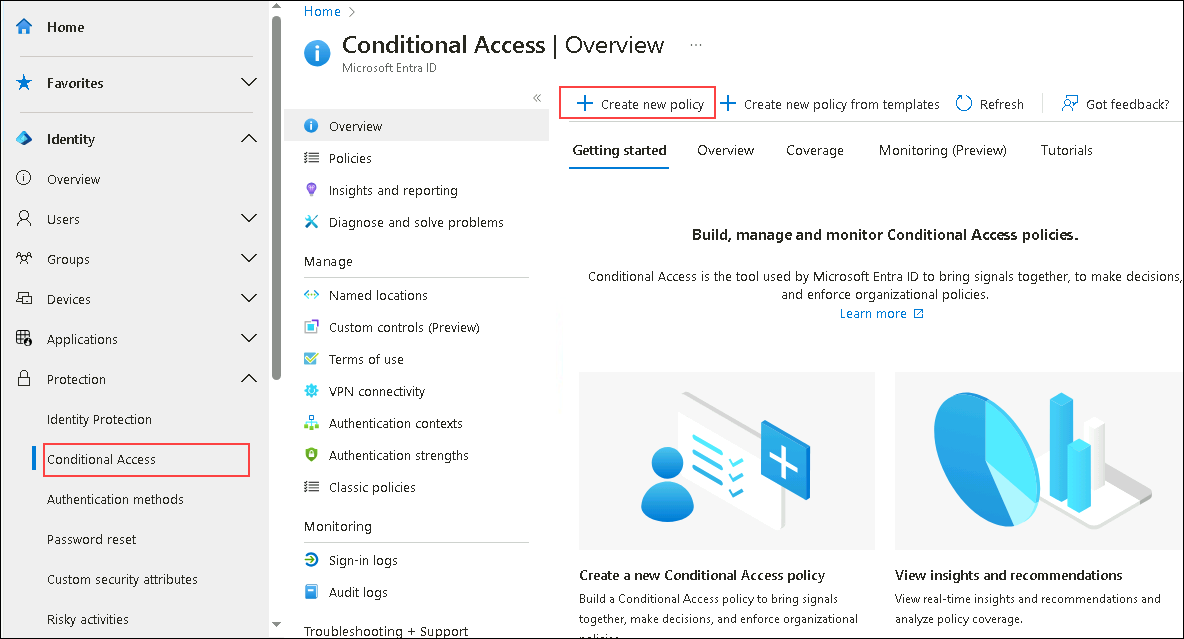 Home
Favorites
Identity
Overview
Users
Groups
Devices
Applications
Protection
Identity Protection
Conditional Access
Authentication methods
Password reset
Custom security attributes
Risky activities
Home
Conditional Access | Overview ...
Microsoft Entra ID
«
Overview
Policies
Insights and reporting
Diagnose and solve problems
Manage
Named locations
Custom controls (Preview)
Terms of use
VPN connectivity
Authentication contexts
Authentication strengths
Classic policies
Monitoring
Sign-in logs
Audit logs
Troubleshooting + Support
Create new policy Create new policy from templates Refresh Got feedback?
Getting started Overview Coverage Monitoring (Preview) Tutorials
Build, manage and monitor Conditional Access policies.
Conditional Access is the tool used by Microsoft Entra ID to bring signals together, to make decisions,
and enforce organizational policies.
Learn more
Create a new Conditional Access policy
Build a Conditional Access policy to bring signals
together, make decisions, and enforce organizational
policies.
View insights and recommendations
View real-time insights and recommendations and
analyze policy coverage.